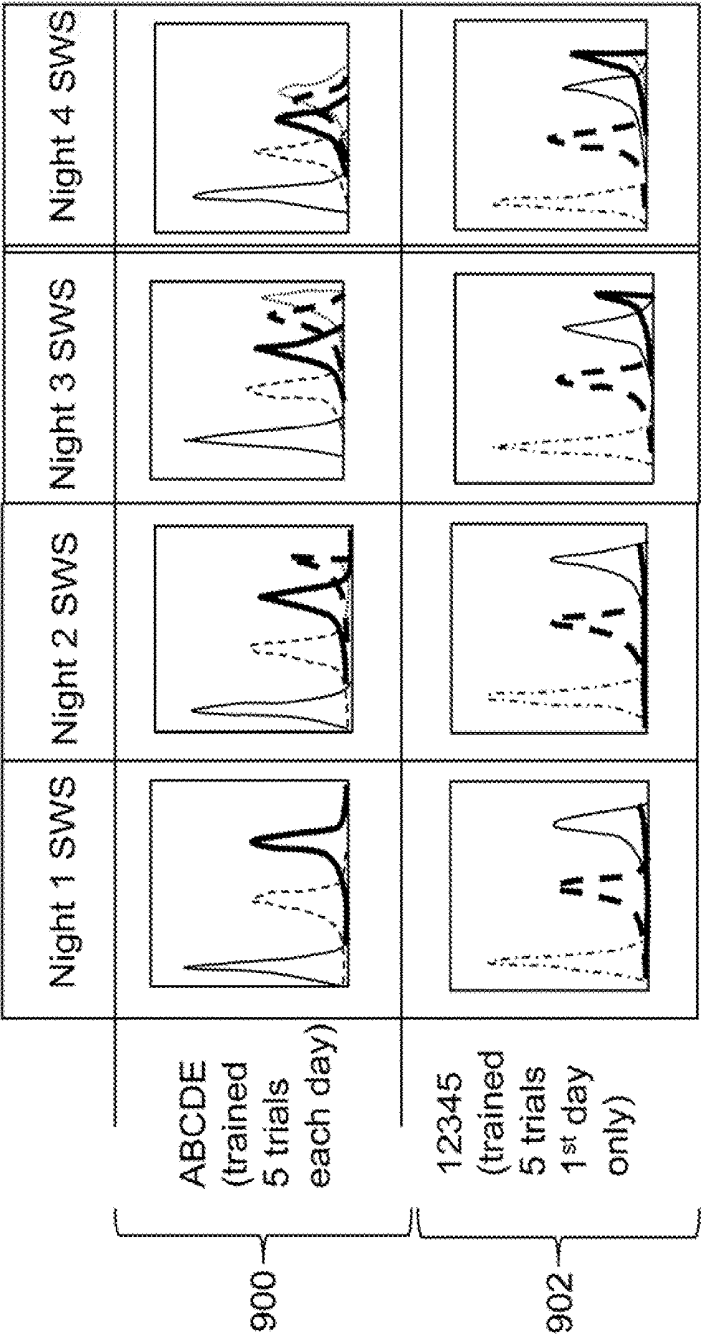 Night 1 SWS
Night 2 SWS
Night 3 SWS
Night 4 SWS
900
ABCDE
(trained
5 trials
each day)
902
12345
(trained
5 trials
1st day
only)